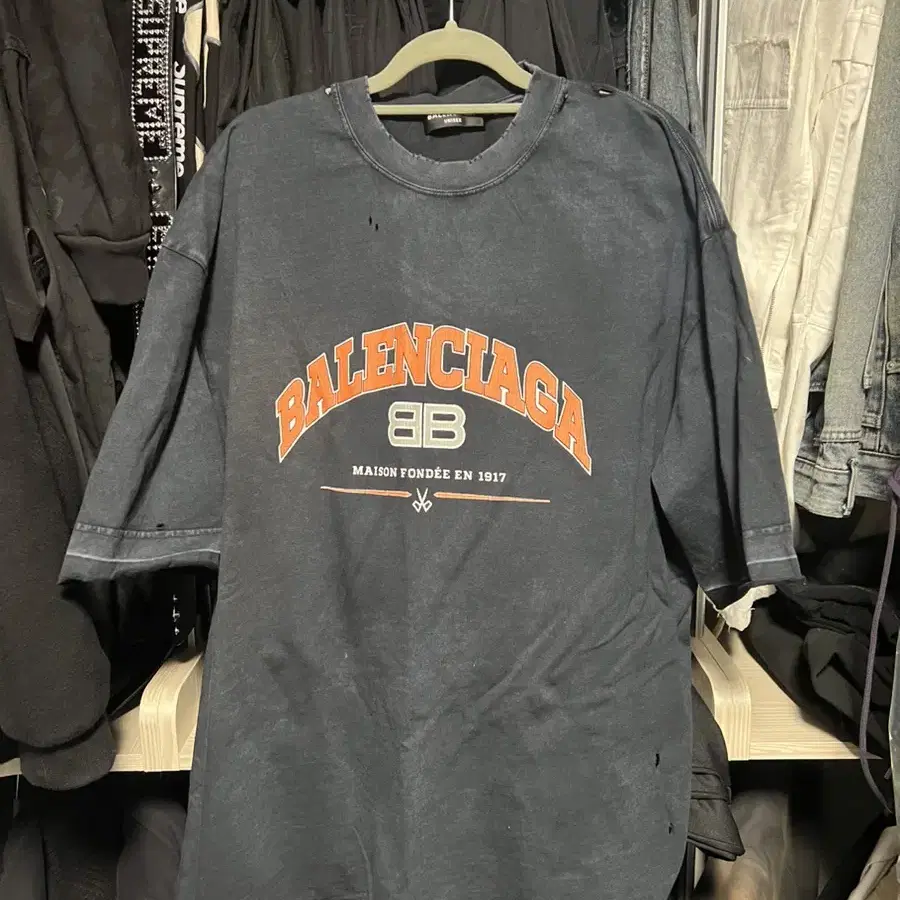 Supreme
BALENCIAGA
BB
MAISON FONDÉE EN 1917